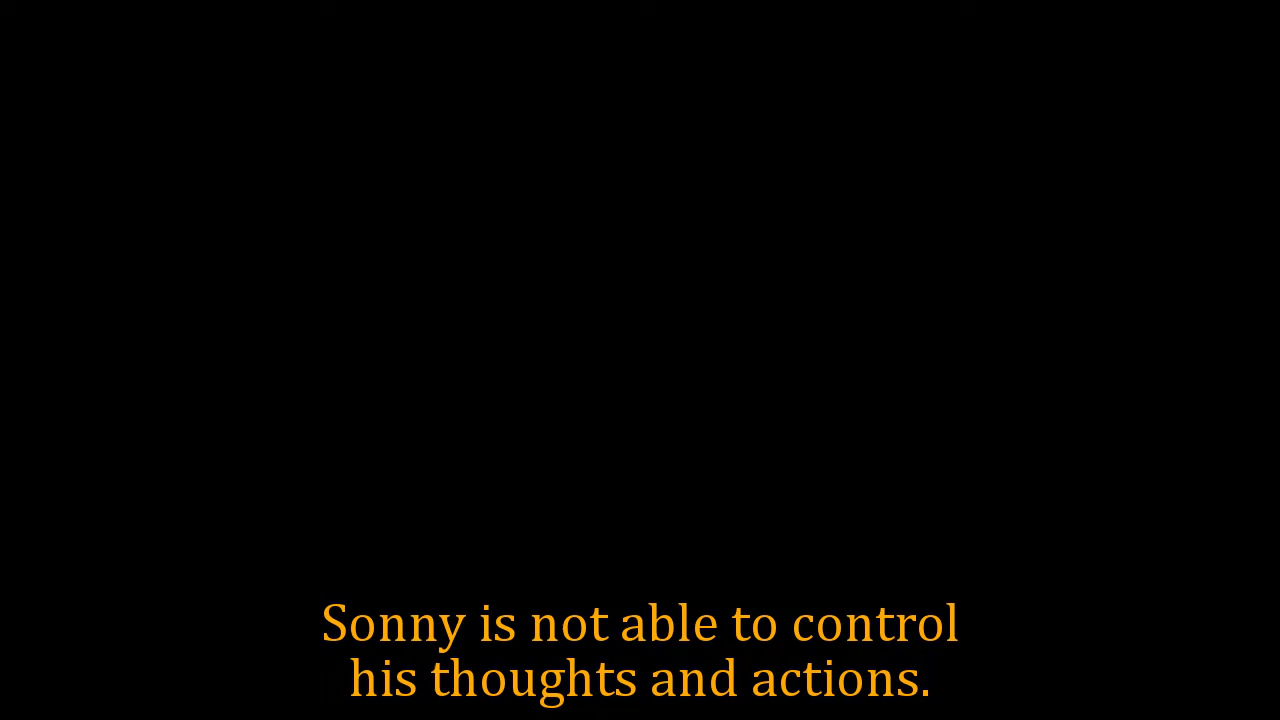 Sonny is not able to control
his thoughts and actions.